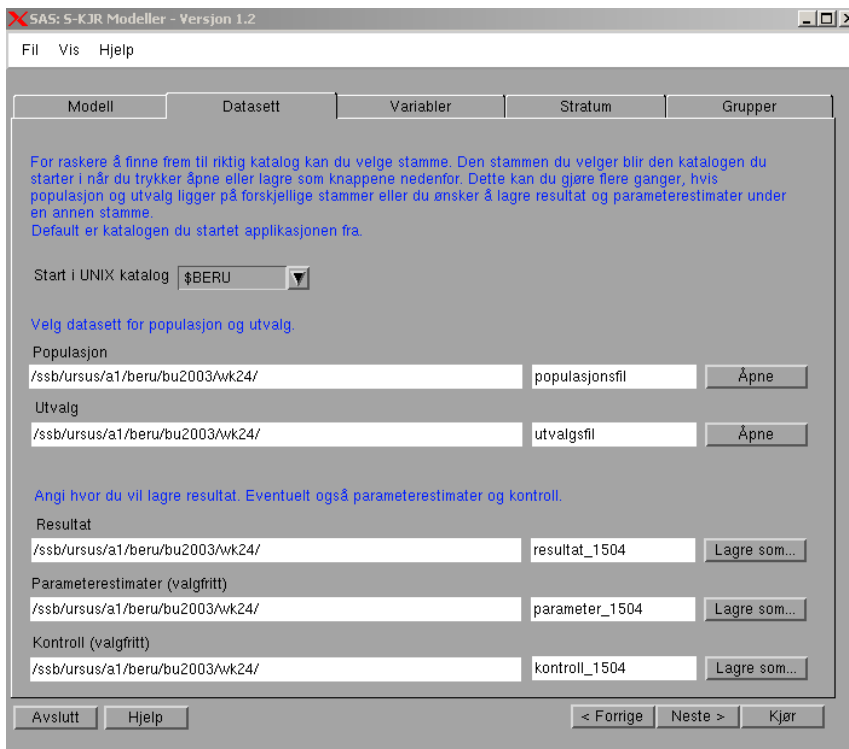 SAS: S-KJR Modeller - Versjon 1.2
Fil Vis Hjelp
Modell Datasett Variabler Stratum Grupper
For raskere å finne frem til riktig katalog kan du velge stamme. Den stammen du velger blir den katalogen du
starter i når du trykker åpne eller lagre som knappene nedenfor. Dette kan du gjøre flere ganger, hvis
populasjon og utvalg ligger på forskjellige stammer eller du ønsker å lagre resultat og parameterestimater under
en annen stamme.
Default er katalogen du startet applikasjonen fra.
Start i UNIX katalog $BERU
Velg datasett for populasjon og utvalg.
Populasjon
/ssb/ursus/a1/beru/bu2003/wk24/ populasjonsfil Åpne
Utvalg
/ssb/ursus/a1/beru/bu2003/wk24/ utvalgsfil Åpne
Angi hvor du vil lagre resultat. Eventuelt også parameterestimater og kontroll.
Resultat
/ssb/ursus/a1/beru/bu2003/wk24/ resultat_1504 Lagre som...
Parameterestimater (valgfritt)
/ssb/ursus/a1/beru/bu2003/wk24/ parameter_1504 Lagre som...
Kontroll (valgfritt)
/ssb/ursus/a1/beru/bu2003/wk24/ kontroll_1504 Lagre som...
Avslutt Hjelp < Forrige Neste > Kjør